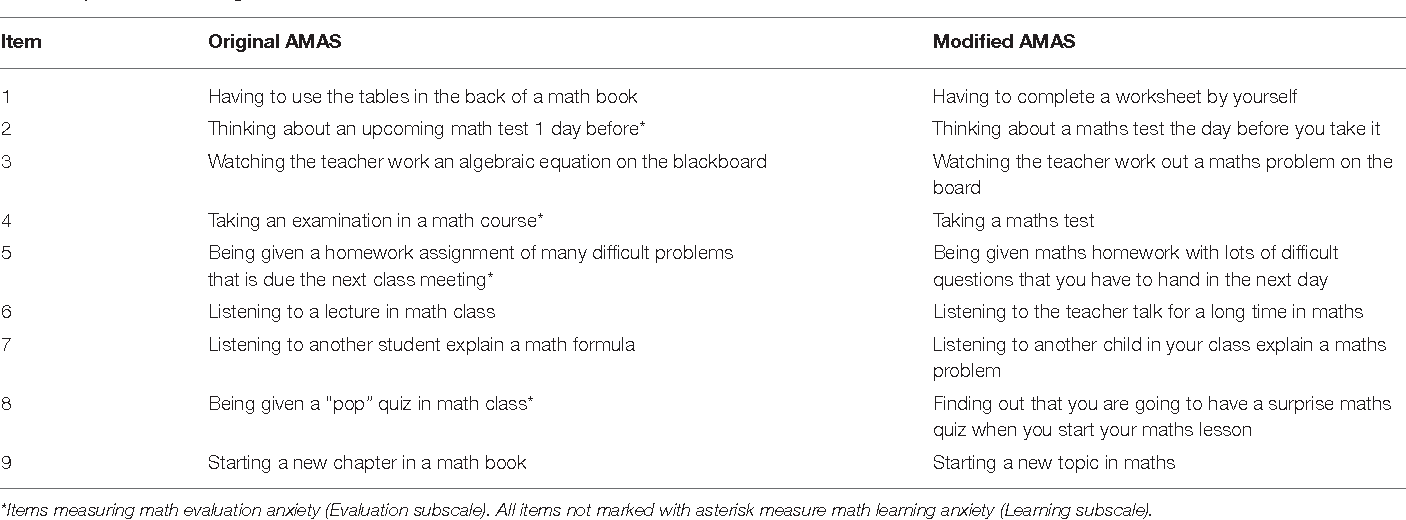 Item Original AMAS Modified AMAS
1 Having to use the tables in the back of a math book Having to complete a worksheet by yourself
2 Thinking about an upcoming math test 1 day before* Thinking about a maths test the day before you take it
3 Watching the teacher work an algebraic equation on the blackboard Watching the teacher work out a maths problem on the
board
4 Taking an examination in a math course* Taking a maths test
5 Being given a homework assignment of many difficult problems Being given maths homework with lots of difficult
that is due the next class meeting* questions that you have to hand in the next day
6 Listening to a lecture in math class Listening to the teacher talk for a long time in maths
7 Listening to another student explain a math formula Listening to another child in your class explain a maths
problem
8 Being given a "pop" quiz in math class* Finding out that you are going to have a surprise maths
quiz when you start your maths lesson
9 Starting a new chapter in a math book Starting a new topic in maths
*Items measuring math evaluation anxiety (Evaluation subscale). All items not marked with asterisk measure math learning anxiety (Learning subscale).